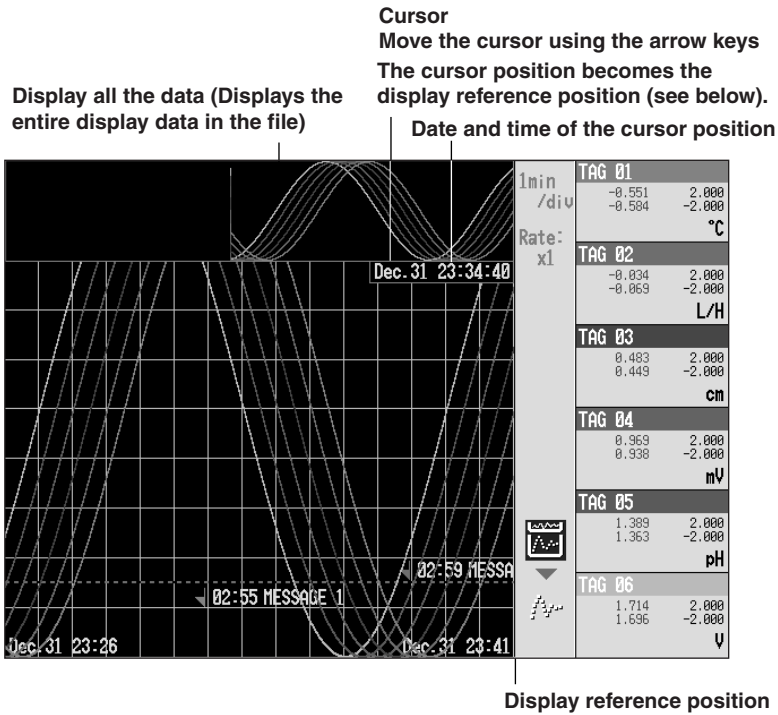 Cursor
Move the cursor using the arrow keys
The cursor position becomes the
display reference position (see below).
Display all the data (Displays the
entire display data in the file)
Date and time of the cursor position
1min
/div
Rate:
x1
Dec.31 23:34:40
TAG 01
-0.551 2.000
-0.584 -2.000
°C
TAG 02
-0.034 2.000
-0.069 -2.000
L/H
TAG 03
0.483 2.000
0.449 -2.000
cm
TAG 04
0.969 2.000
0.938 -2.000
mV
TAG 05
1.389 2.000
1.363 -2.000
pH
TAG 06
1.714 2.000
1.696 -2.000
V
02:59 MESSA
02:55 MESSAGE 1
Dec.31 23:26
Dec.31 23:41
Display reference position